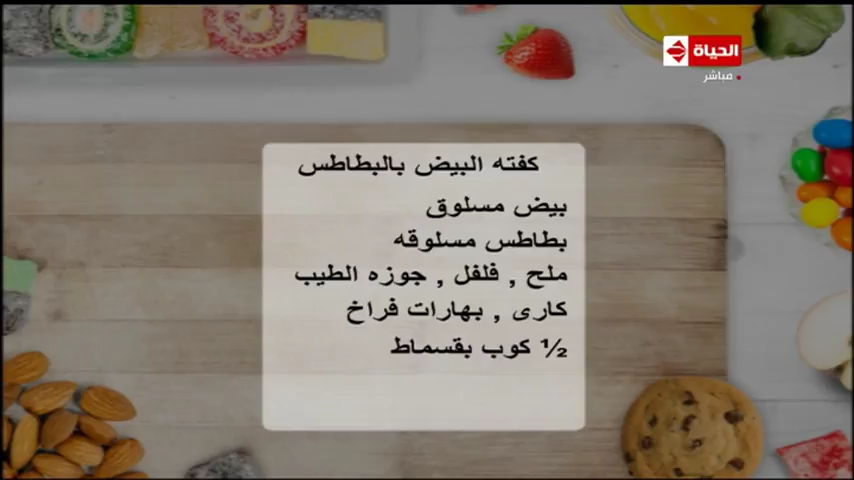 الحياة
مباشر
كفته البيض بالبطاطس
بيض مسلوق
بطاطس مسلوقه
ملح , فلفل , جوزه الطيب
كارى , بهارات فراخ
½ كوب بقسماط